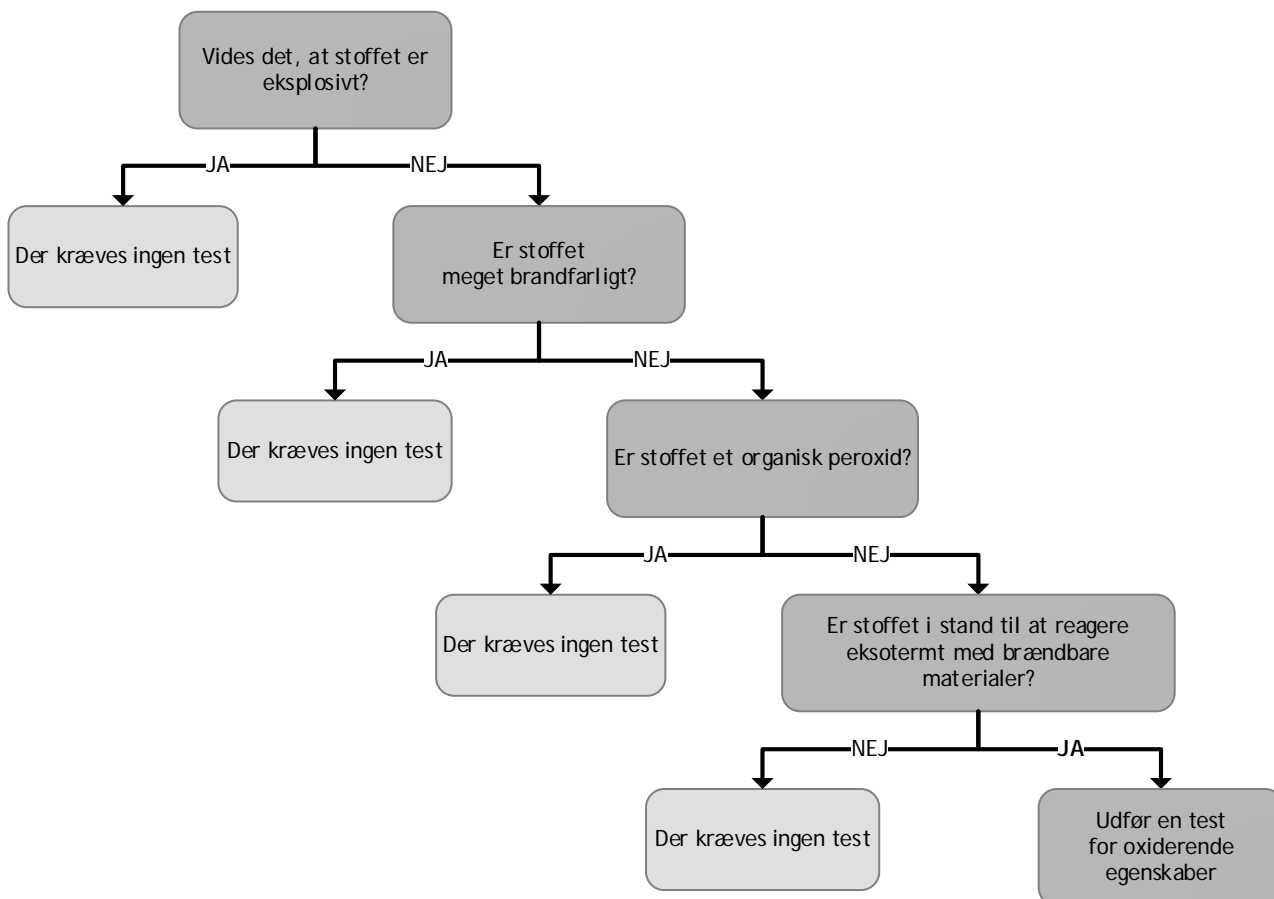 Vides det, at stoffet er
eksplosivt?
JA
NEJ
Der kræves ingen test
Er stoffet
meget brandfarligt?
JA
NEJ
Der kræves ingen test
Er stoffet et organisk peroxid?
JA
NEJ
Der kræves ingen test
Er stoffet i stand til at reagere
eksotermt med brændbare
materialer?
NEJ
JA
Der kræves ingen test
Udfør en test
for oxiderende
egenskaber